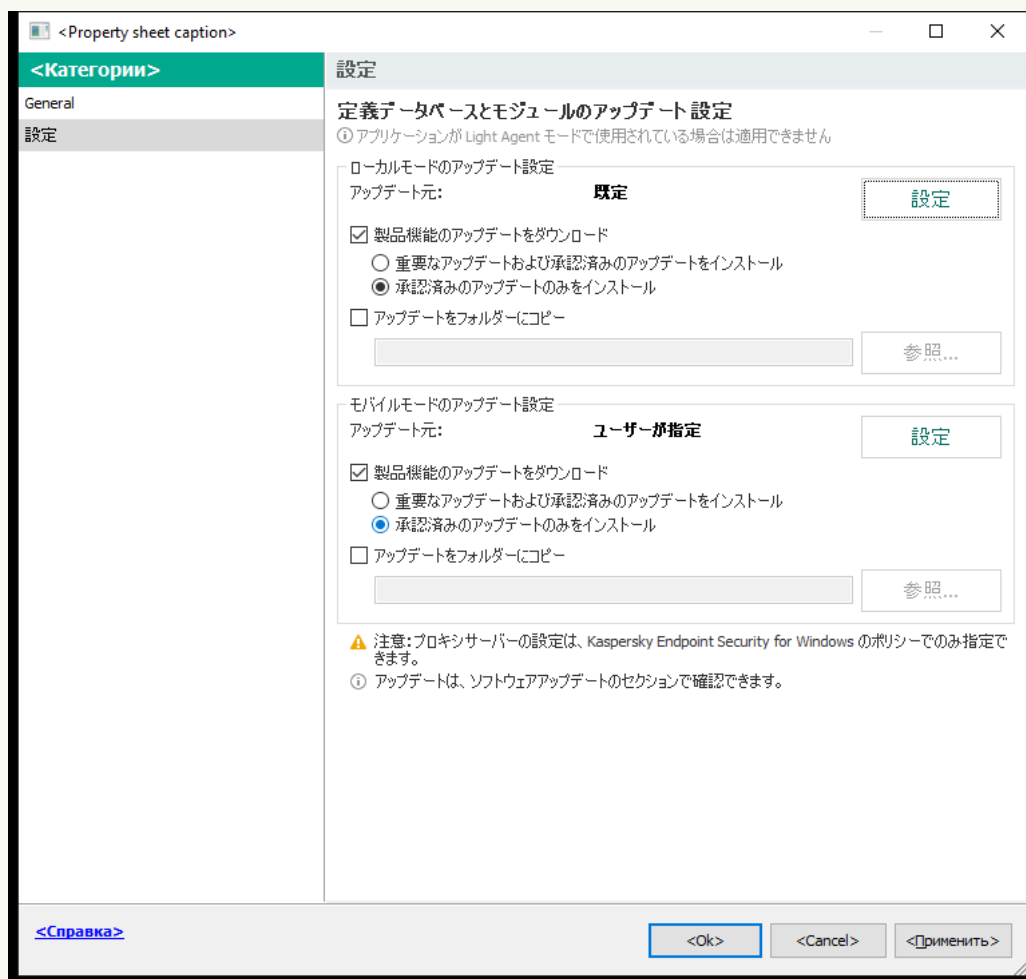 <Property sheet caption>
<Категории>
General
設定
設定
定義データベースとモジュールのアップデート設定
アプリケーションが Light Agent モードで使用されている場合は適用できません
ローカルモードのアップデート設定
アップデート元: 既定 設定
製品機能のアップデートをダウンロード
重要なアップデートおよび承認済みのアップデートをインストール
承認済みのアップデートのみをインストール
アップデートをフォルダーにコピー
参照...
モバイルモードのアップデート設定
アップデート元: ユーザーが指定 設定
製品機能のアップデートをダウンロード
重要なアップデートおよび承認済みのアップデートをインストール
承認済みのアップデートのみをインストール
アップデートをフォルダーにコピー
参照...
注意:プロキシサーバーの設定は、Kaspersky Endpoint Security for Windows のポリシーでのみ指定で
きます。
アップデートは、ソフトウェアアップデートのセクションで確認できます。
<Справка>
<Ok> <Cancel> <Применить>